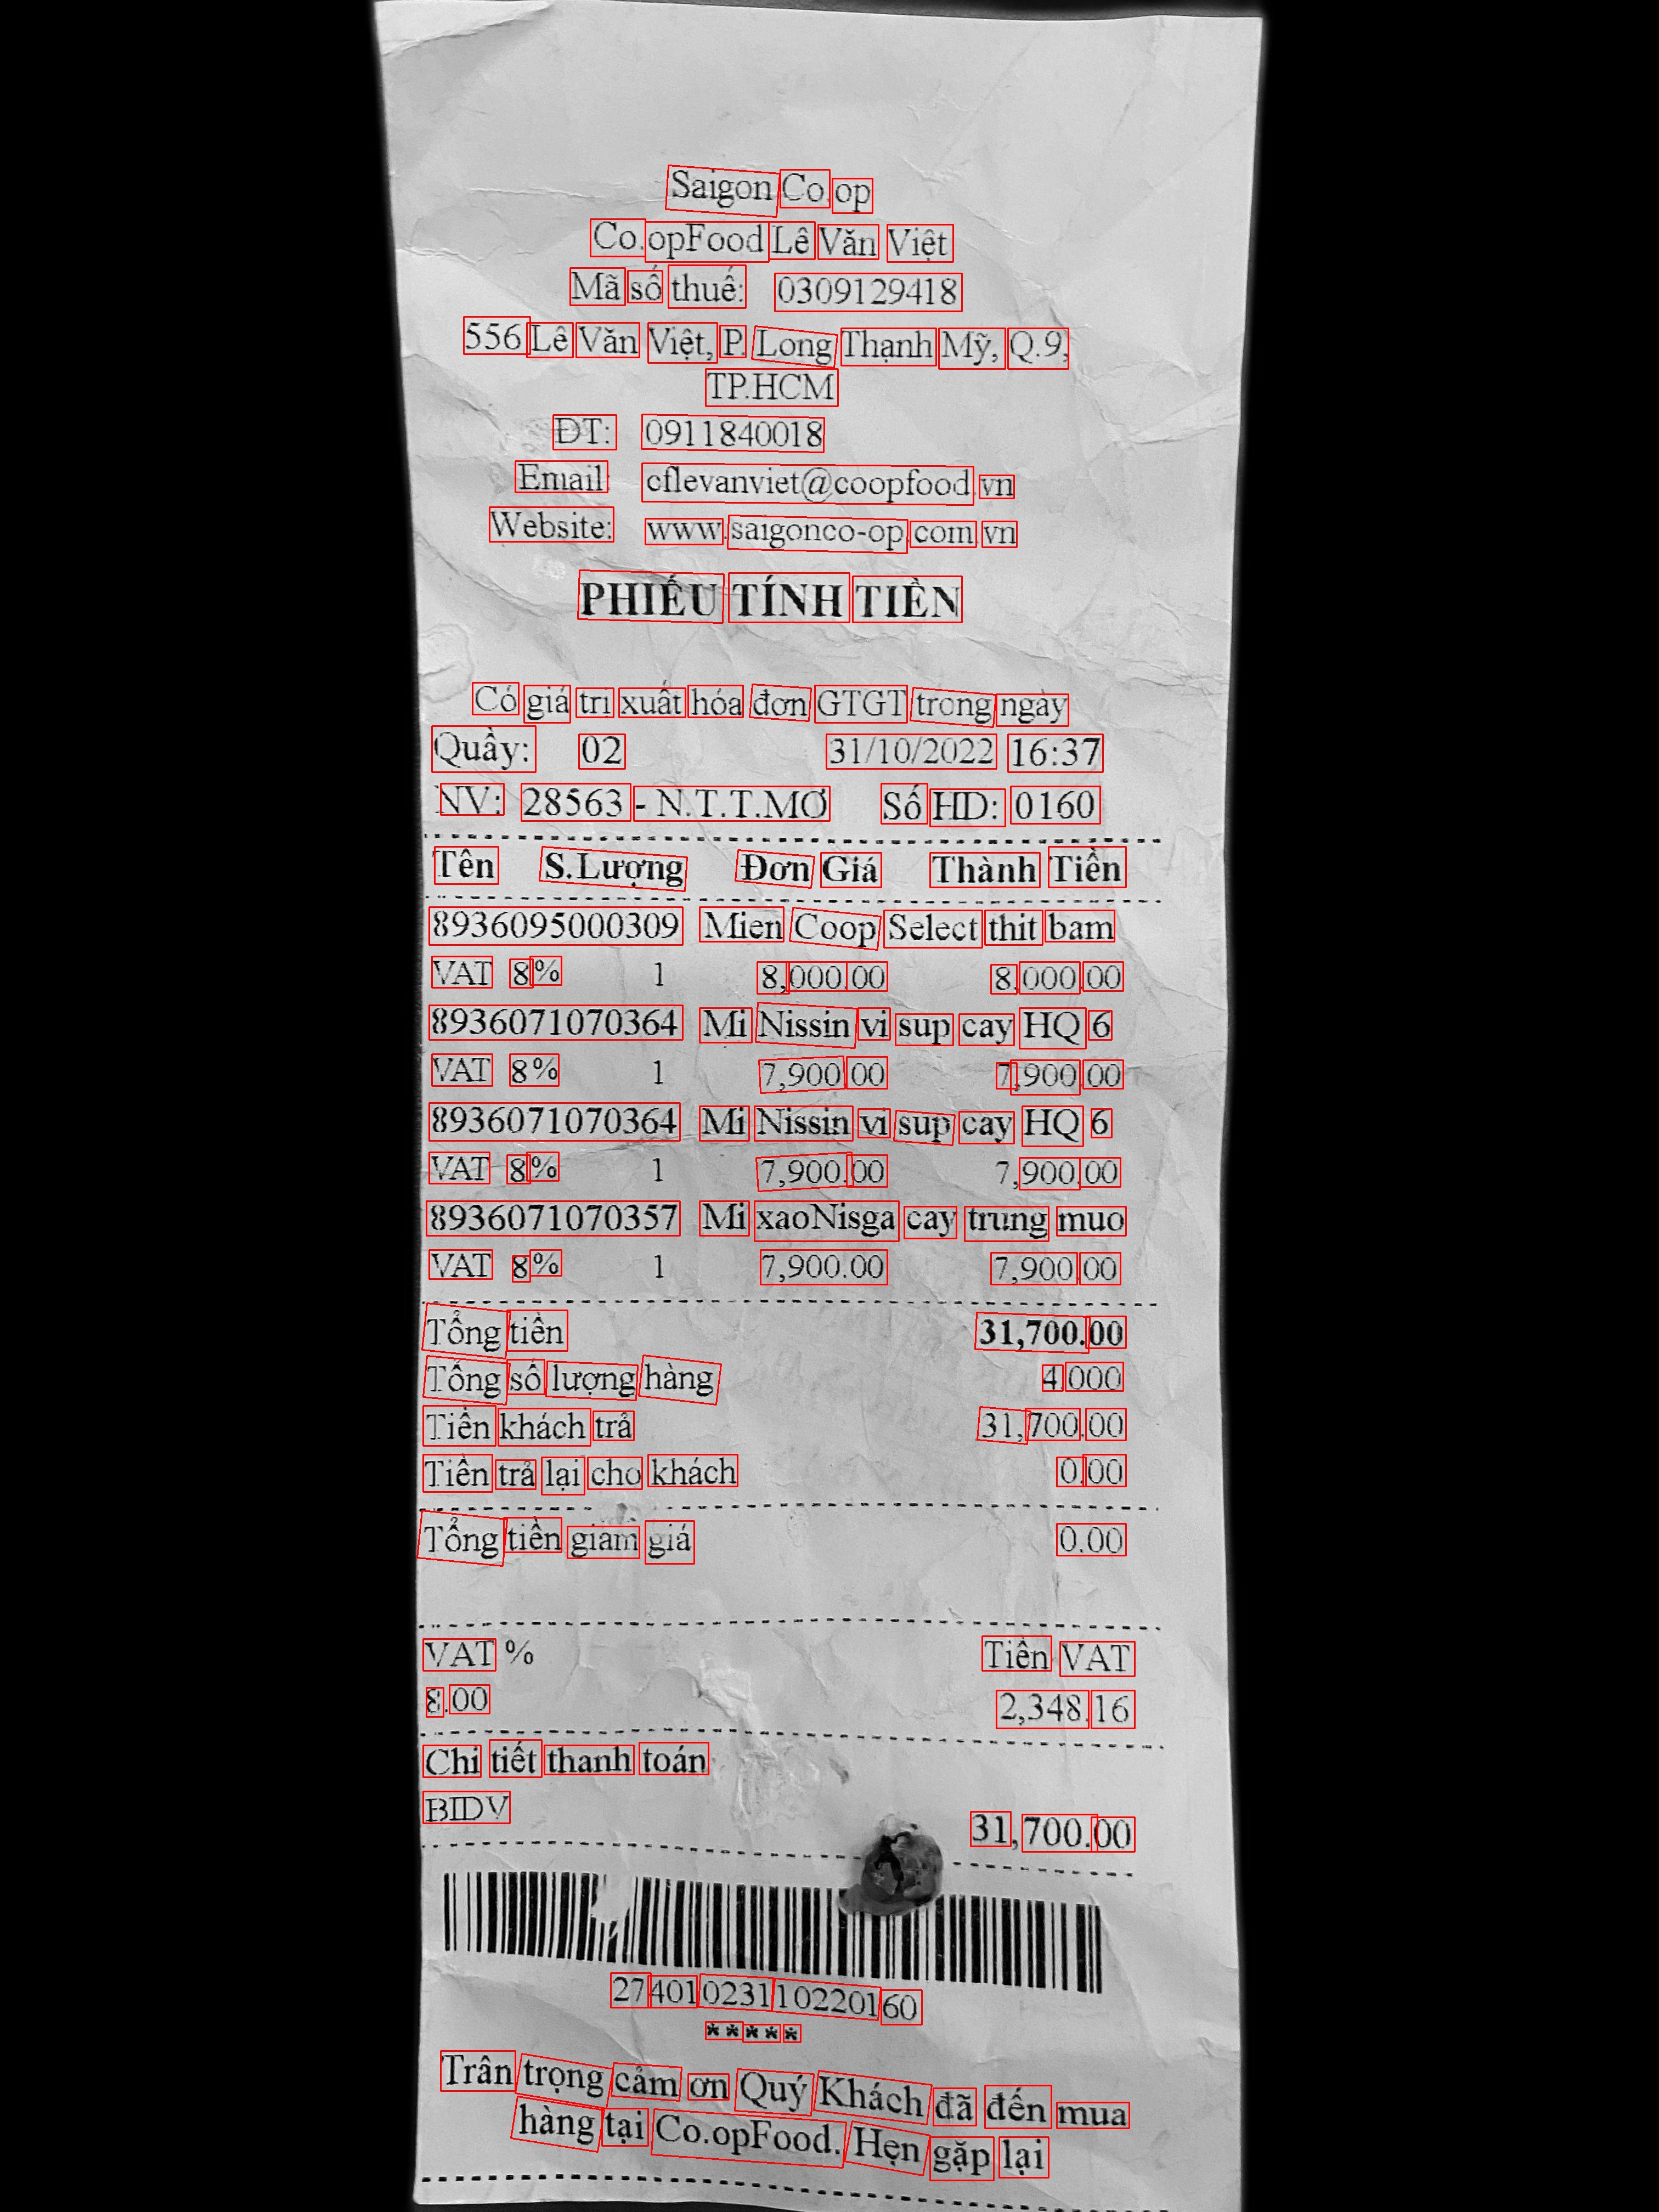 Saigon Co.op
Co.opFood Lê Văn Việt
Mã số thuế: 0309129418
556 Lê Văn Việt, P. Long Thạnh Mỹ, Q.9,
TP.HCM
ĐT: 0911840018
Email cflevanviet@coopfood.vn
Website: www.saigonco-op.com.vn
PHIẾU TÍNH TIỀN
Có giá trị xuất hóa đơn GTGT trong ngày
Quầy: 02 31/10/2022 16:37
NV: 28563 - N.T.T.MƠ Số HD: 0160
Tên S.Lượng Đơn Giá Thành Tiền
8936095000309 Mien Coop Select thit bam
VAT 8% 1 8,000.00 8,000.00
8936071070364 Mi Nissin vi sup cay HQ 6
VAT 8% 1 7,900.00 7,900.00
8936071070364 Mi Nissin vi sup cay HQ 6
VAT 8% 1 7,900.00 7,900.00
8936071070357 Mi xaoNisga cay trung muo
VAT 8% 1 7,900.00 7,900.00
Tổng tiền 31,700.00
Tổng số lượng hàng 4.000
Tiền khách trả 31,700.00
Tiền trả lại cho khách 0.00
Tổng tiền giảm giá 0.00
VAT % Tiền VAT
8.00 2,348.16
Chi tiết thanh toán
BIDV 31,700.00
27401023110220160
*****
Trân trọng cảm ơn Quý Khách đã đến mua
hàng tại Co.opFood. Hẹn gặp lại